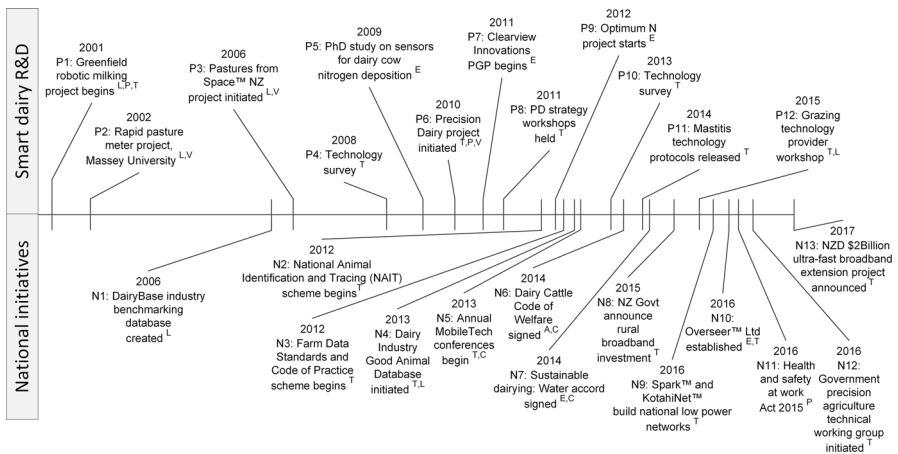 Smart dairy R&D
2001
P1: Greenfield
robotic milking
project begins L,P,T
2002
P2: Rapid pasture
meter project,
Massey University L,V
2006
P3: Pastures from
Space™ NZ
project initiated L,V
2008
P4: Technology
survey T
2009
P5: PhD study on sensors
for dairy cow
nitrogen deposition E
2010
P6: Precision
Dairy project
initiated T,P,V
2011
P7: Clearview
Innovations
PGP begins E
2011
P8: PD strategy
workshops
held T
2012
P9: Optimum N
project starts E
2013
P10: Technology
survey T
2014
P11: Mastitis
technology
protocols released T
2015
P12: Grazing
technology
provider
workshop T,L
National initiatives
2006
N1: DairyBase industry
benchmarking
database
created L
2012
N2: National Animal
Identification and Tracing (NAIT)
scheme begins T
2012
N3: Farm Data
Standards and
Code of Practice
scheme begins T
2013
N4: Dairy
Industry
Good Animal
Database
initiated T,L
2013
N5: Annual
MobileTech
conferences
begin T,C
2014
N6: Dairy Cattle
Code of
Welfare
signed A,C
2014
N7: Sustainable
dairying: Water accord
signed E,C
2015
N8: NZ Govt
announce
rural
broadband
investment T
2016
N9: Spark™ and
KotahiNet™
build national low power
networks T
2016
N10:
Overseer™ Ltd
established E,T
2016
N11: Health
and safety
at work
Act 2015 P
2016
N12:
Government
precision
agriculture
technical
working group
initiated T
2017
N13: NZD $2Billion
ultra-fast broadband
extension project
announced T